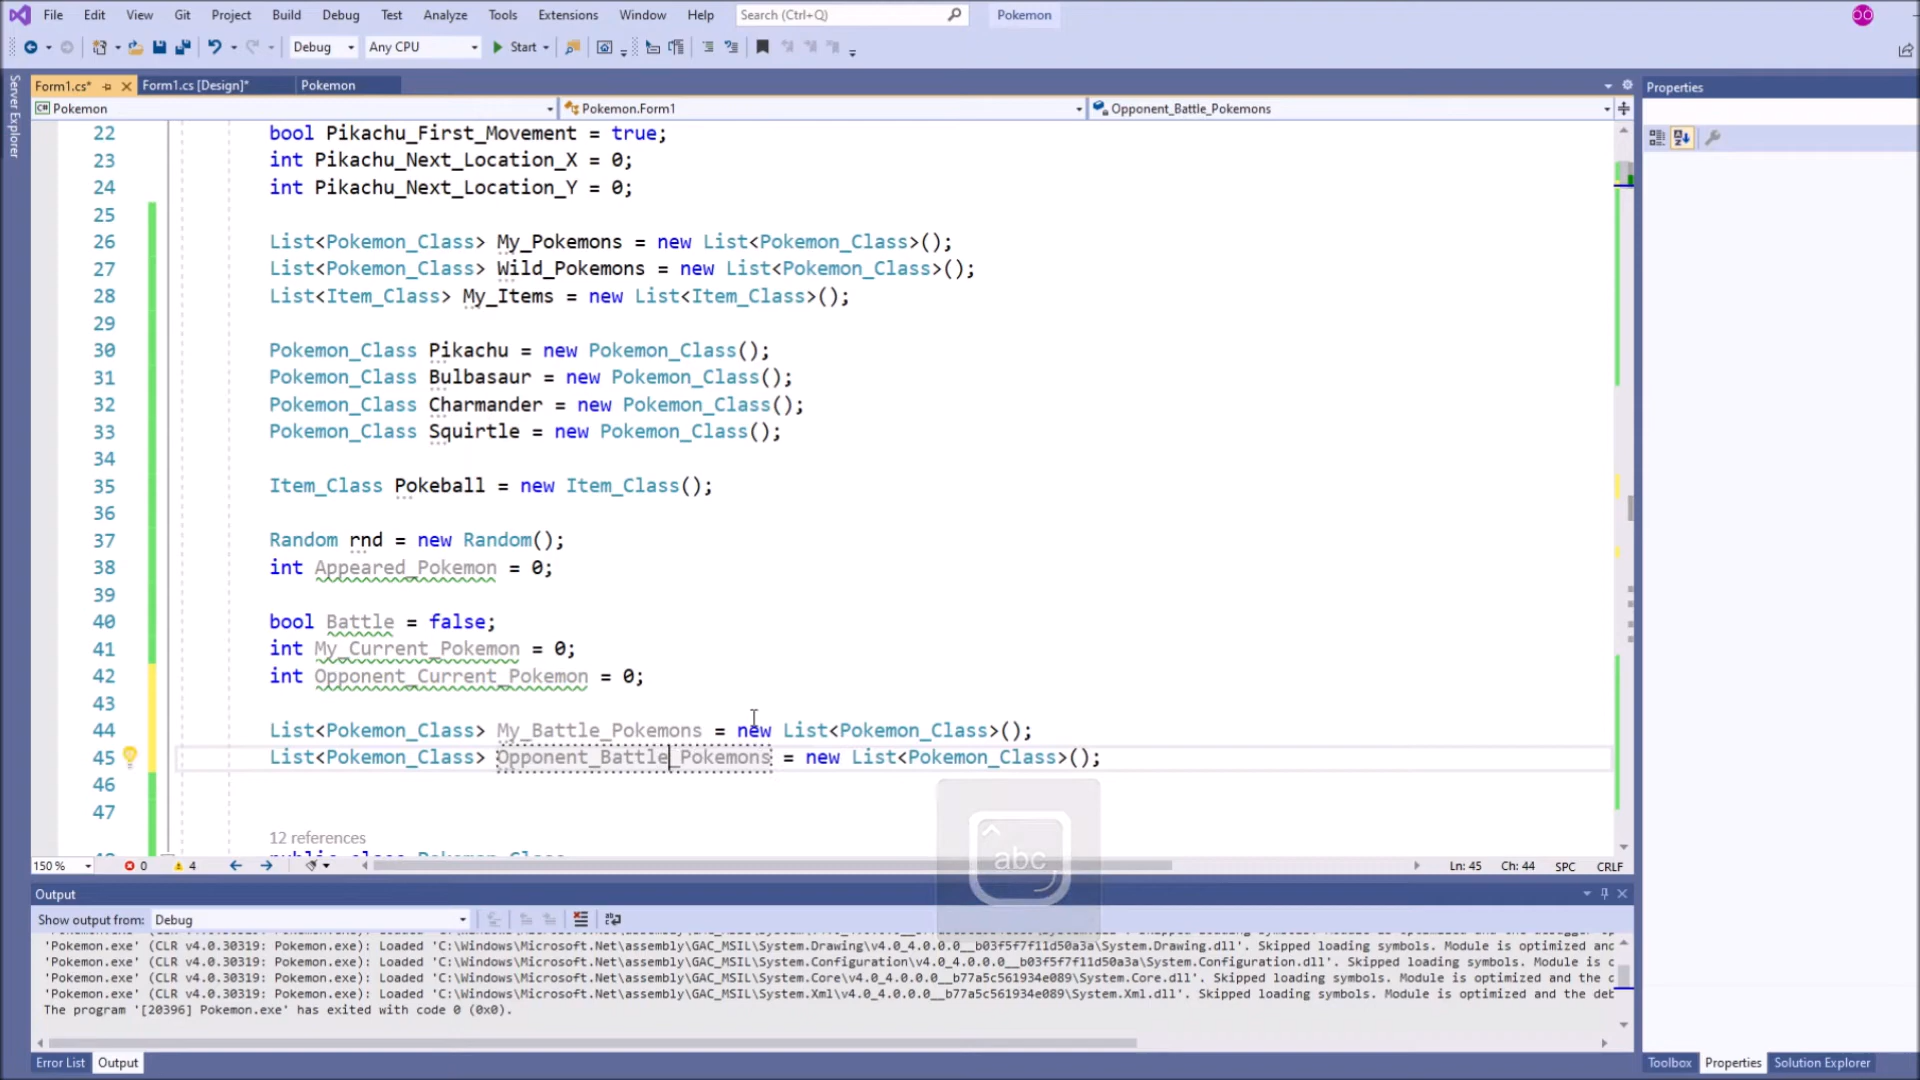 File Edit View Git Project Build Debug Test Analyze Tools Extensions Window Help Search (Ctrl+Q) Pokemon
Debug Any CPU Start
Form1.cs* Form1.cs [Design]* Pokemon Properties
Pokemon Pokemon.Form1 Opponent_Battle_Pokemons
Server Explorer
22 bool Pikachu_First_Movement = true;
23 int Pikachu_Next_Location_X = 0;
24 int Pikachu_Next_Location_Y = 0;
25
26 List<Pokemon_Class> My_Pokemons = new List<Pokemon_Class>();
27 List<Pokemon_Class> Wild_Pokemons = new List<Pokemon_Class>();
28 List<Item_Class> My_Items = new List<Item_Class>();
29
30 Pokemon_Class Pikachu = new Pokemon_Class();
31 Pokemon_Class Bulbasaur = new Pokemon_Class();
32 Pokemon_Class Charmander = new Pokemon_Class();
33 Pokemon_Class Squirtle = new Pokemon_Class();
34
35 Item_Class Pokeball = new Item_Class();
36
37 Random rnd = new Random();
38 int Appeared_Pokemon = 0;
39
40 bool Battle = false;
41 int My_Current_Pokemon = 0;
42 int Opponent_Current_Pokemon = 0;
43
44 List<Pokemon_Class> My_Battle_Pokemons = new List<Pokemon_Class>();
45 List<Pokemon_Class> Opponent_Battle_Pokemons = new List<Pokemon_Class>();
46
47
12 references
public class Pokemon_Class
abc
150 % 0 4 Ln: 45 Ch: 44 SPC CRLF
Output
Show output from: Debug
'Pokemon.exe' (CLR v4.0.30319: Pokemon.exe): Loaded 'C:\Windows\Microsoft.Net\assembly\GAC_MSIL\System.Drawing\v4.0_4.0.0.0__b03f5f7f11d50a3a\System.Drawing.dll'. Skipped loading symbols. Module is optimized and
'Pokemon.exe' (CLR v4.0.30319: Pokemon.exe): Loaded 'C:\Windows\Microsoft.Net\assembly\GAC_MSIL\System.Configuration\v4.0_4.0.0.0__b03f5f7f11d50a3a\System.Configuration.dll'. Skipped loading symbols. Module is c
'Pokemon.exe' (CLR v4.0.30319: Pokemon.exe): Loaded 'C:\Windows\Microsoft.Net\assembly\GAC_MSIL\System.Core\v4.0_4.0.0.0__b77a5c561934e089\System.Core.dll'. Skipped loading symbols. Module is optimized and the c
'Pokemon.exe' (CLR v4.0.30319: Pokemon.exe): Loaded 'C:\Windows\Microsoft.Net\assembly\GAC_MSIL\System.Xml\v4.0_4.0.0.0__b77a5c561934e089\System.Xml.dll'. Skipped loading symbols. Module is optimized and the deb
The program '[20396] Pokemon.exe' has exited with code 0 (0x0).
Error List Output Toolbox Properties Solution Explorer